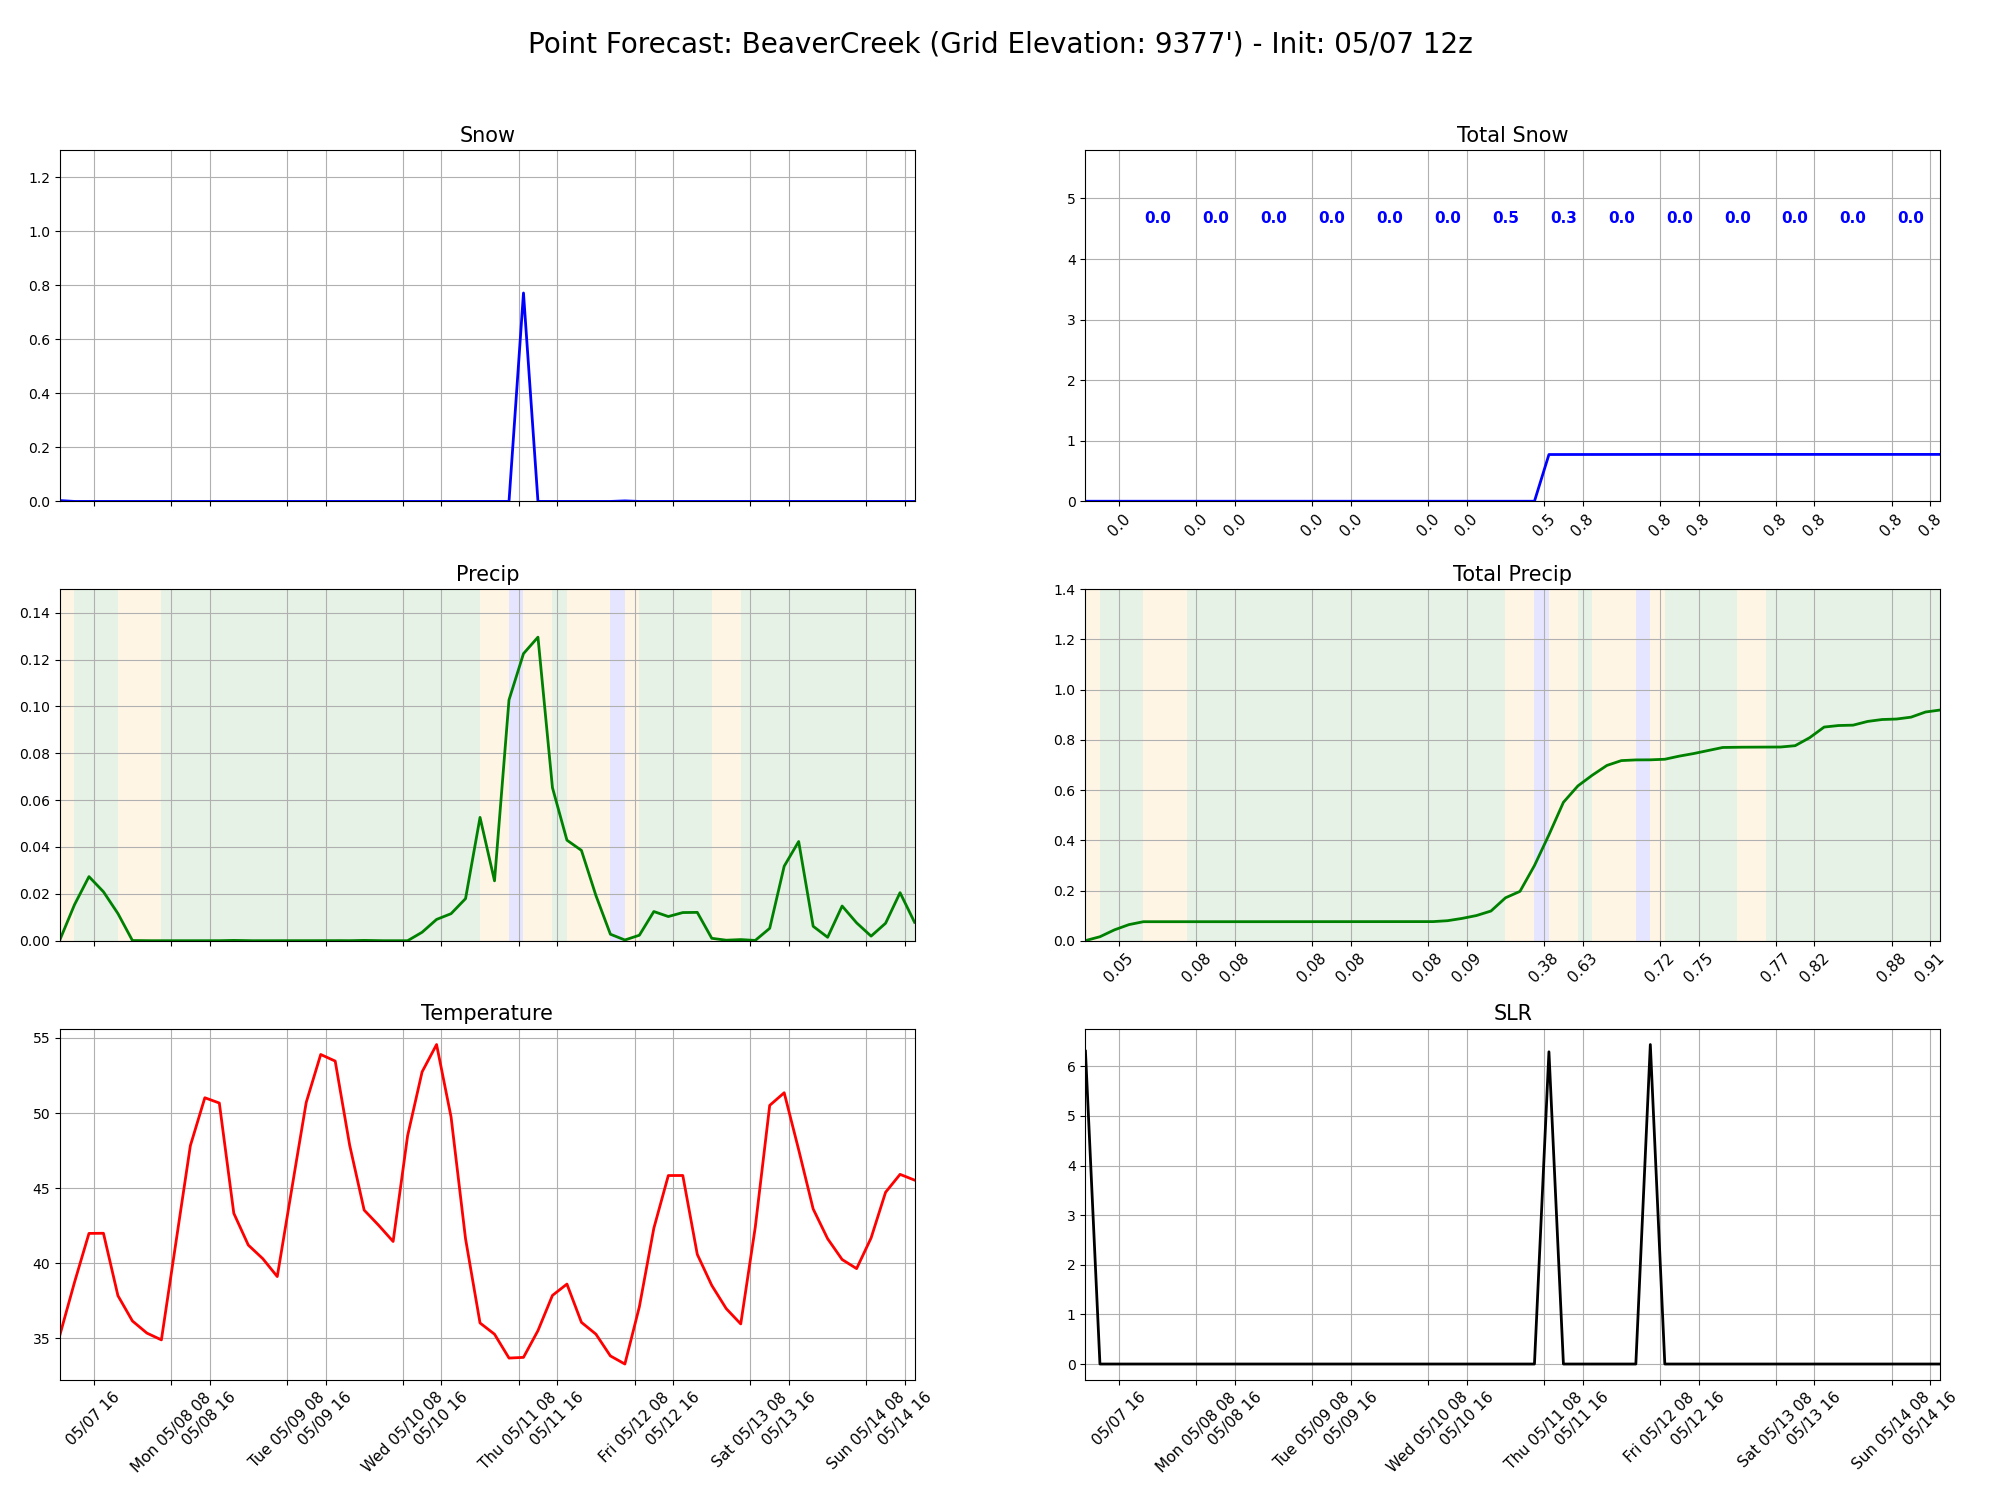 Point Forecast: BeaverCreek (Grid Elevation: 9377') - Init: 05/07 12z
Snow
1.2
1.0
0.8
0.6
0.4
0.2
0.0
Total Snow
5
4
3
2
1
0
0.0 0.0 0.0 0.0 0.0 0.0 0.5 0.3 0.0 0.0 0.0 0.0 0.0 0.0
0.0 0.0 0.0 0.0 0.0 0.0 0.0 0.5 0.8 0.8 0.8 0.8 0.8 0.8 0.8
Precip
0.14
0.12
0.10
0.08
0.06
0.04
0.02
0.00
Total Precip
1.4
1.2
1.0
0.8
0.6
0.4
0.2
0.0
0.05 0.08 0.08 0.08 0.08 0.08 0.09 0.38 0.63 0.72 0.75 0.77 0.82 0.88 0.91
Temperature
55
50
45
40
35
05/07 16
Mon 05/08 08
05/08 16
Tue 05/09 08
05/09 16
Wed 05/10 08
05/10 16
Thu 05/11 08
05/11 16
Fri 05/12 08
05/12 16
Sat 05/13 08
05/13 16
Sun 05/14 08
05/14 16
SLR
6
5
4
3
2
1
0
05/07 16
Mon 05/08 08
05/08 16
Tue 05/09 08
05/09 16
Wed 05/10 08
05/10 16
Thu 05/11 08
05/11 16
Fri 05/12 08
05/12 16
Sat 05/13 08
05/13 16
Sun 05/14 08
05/14 16